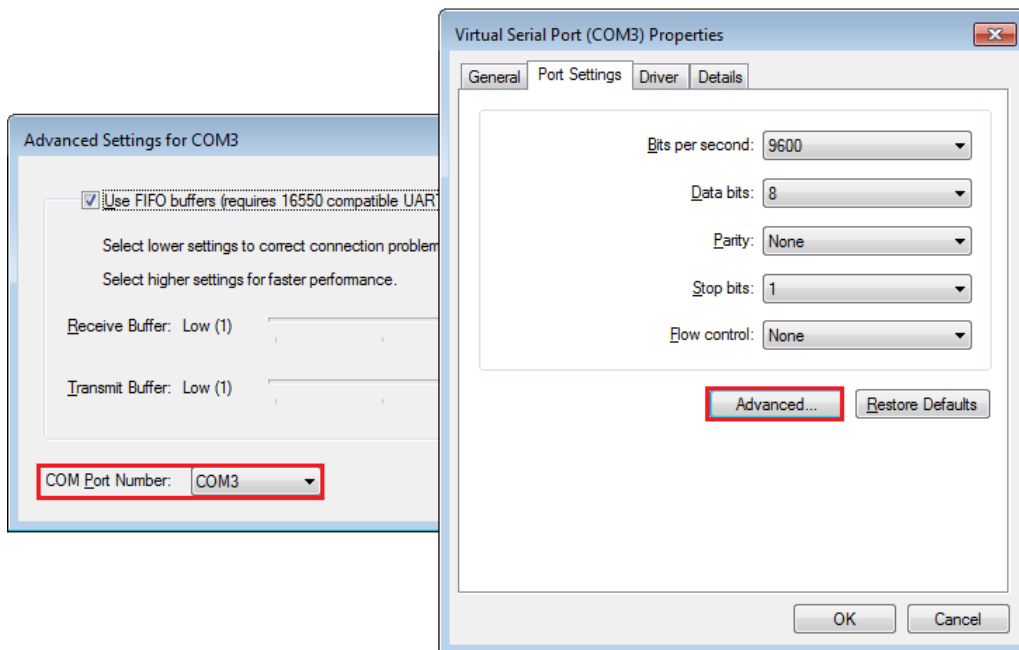 Advanced Settings for COM3
Use FIFO buffers (requires 16550 compatible UART
Select lower settings to correct connection problem
Select higher settings for faster performance.
Receive Buffer: Low (1)
Transmit Buffer: Low (1)
COM Port Number: COM3
Virtual Serial Port (COM3) Properties
General Port Settings Driver Details
Bits per second: 9600
Data bits: 8
Parity: None
Stop bits: 1
Flow control: None
Advanced... Restore Defaults
OK Cancel